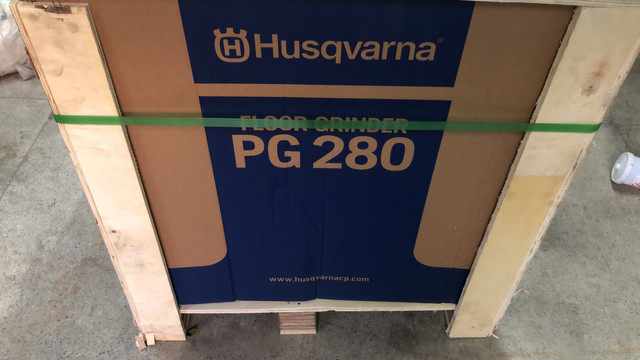 Husqvarna
FLOOR GRINDER
PG 280
www.husqvarnacp.com